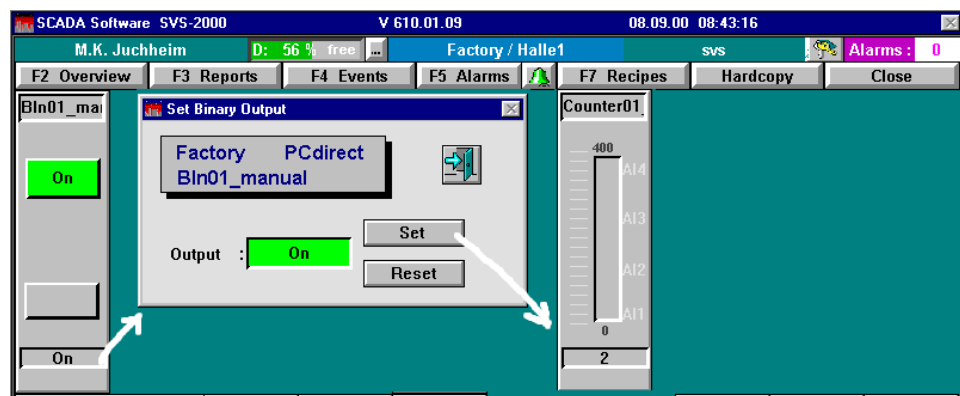 SCADA Software SVS-2000 V 610.01.09 08.09.00 08:43:16
M.K. Juchheim D: 56 % free ... Factory / Halle1 svs Alarms : 0
F2 Overview F3 Reports F4 Events F5 Alarms F7 Recipes Hardcopy Close
BIn01_mai
On
On
Set Binary Output
Factory PCdirect
BIn01_manual
Output : On
Set
Reset
Counter01
400
AI4
AI3
AI2
AI1
0
2